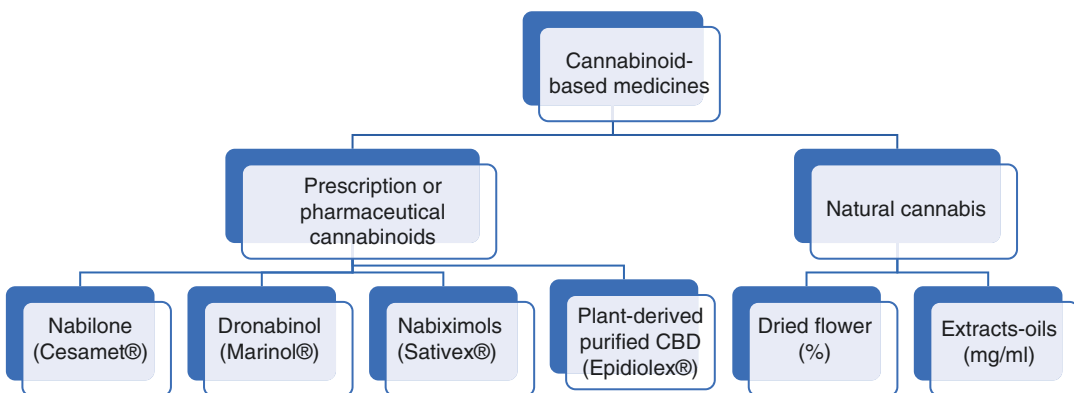 Cannabinoid-
based medicines
Prescription or
pharmaceutical
cannabinoids
Natural cannabis
Nabilone
(Cesamet®)
Dronabinol
(Marinol®)
Nabiximols
(Sativex®)
Plant-derived
purified CBD
(Epidiolex®)
Dried flower
(%)
Extracts-oils
(mg/ml)